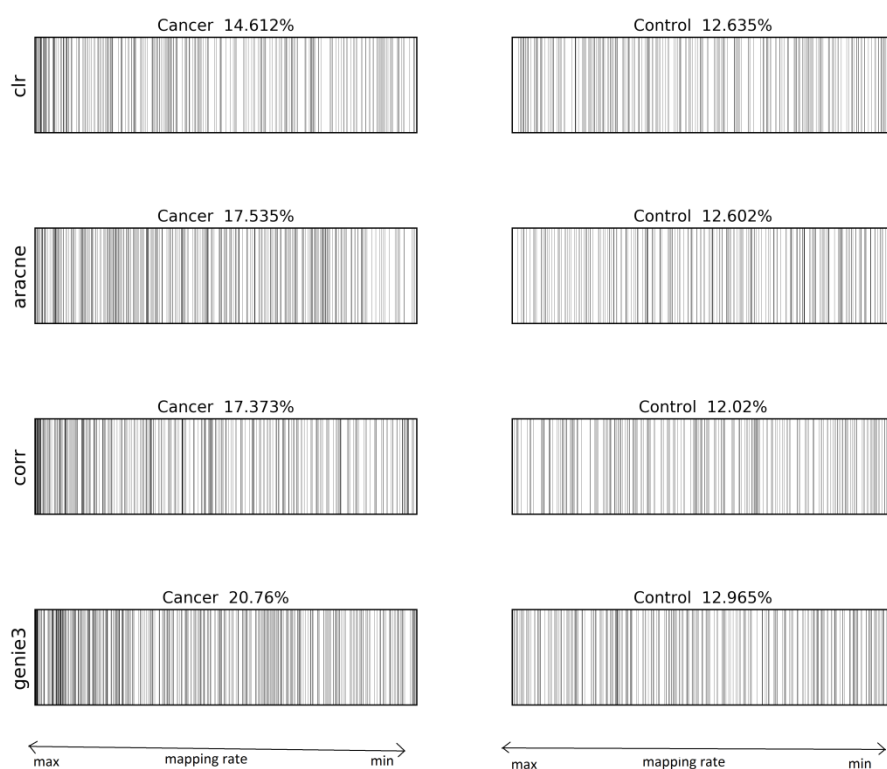 Cancer 14.612%
Control 12.635%
clr
Cancer 17.535%
Control 12.602%
aracne
Cancer 17.373%
Control 12.02%
corr
Cancer 20.76%
Control 12.965%
genie3
max mapping rate min
max mapping rate min